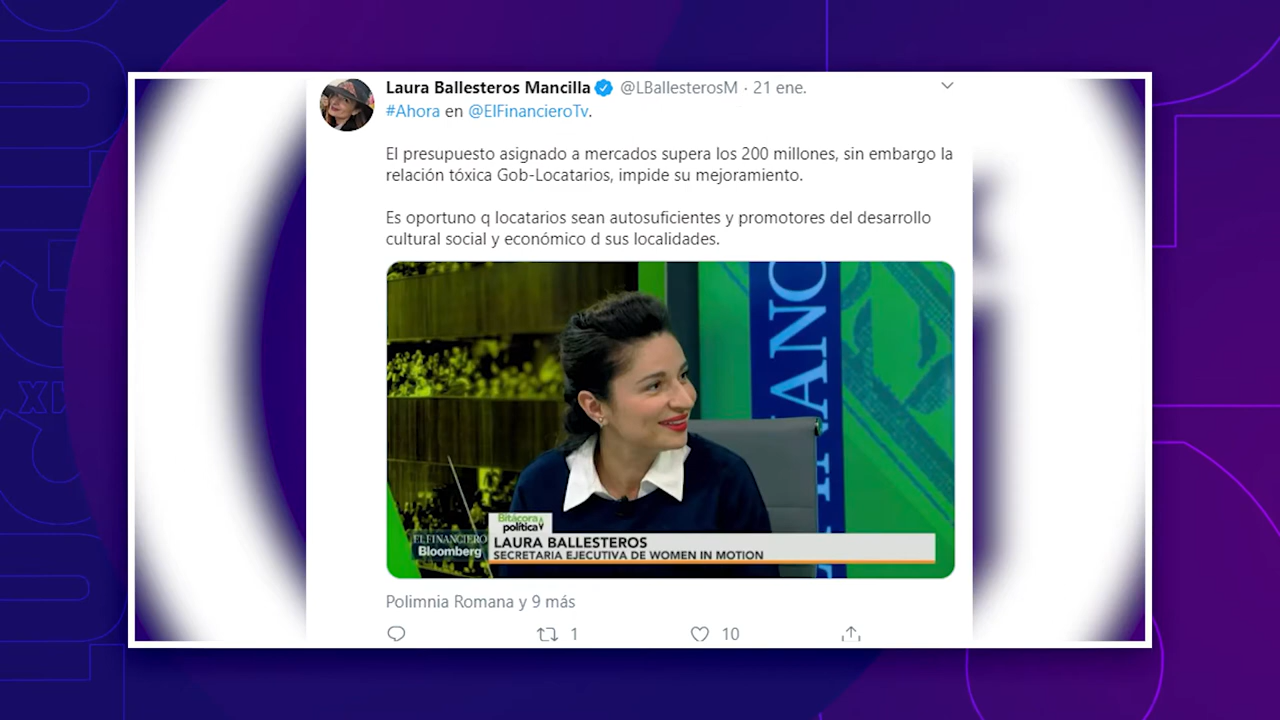 Laura Ballesteros Mancilla @LBallesterosM · 21 ene.
#Ahora en @ElFinancieroTv.
El presupuesto asignado a mercados supera los 200 millones, sin embargo la
relación tóxica Gob-Locatarios, impide su mejoramiento.
Es oportuno q locatarios sean autosuficientes y promotores del desarrollo
cultural social y económico d sus localidades.
Bitácora
política
EL FINANCIERO
Bloomberg
LAURA BALLESTEROS
SECRETARIA EJECUTIVA DE WOMEN IN MOTION
Polimnia Romana y 9 más
1
10